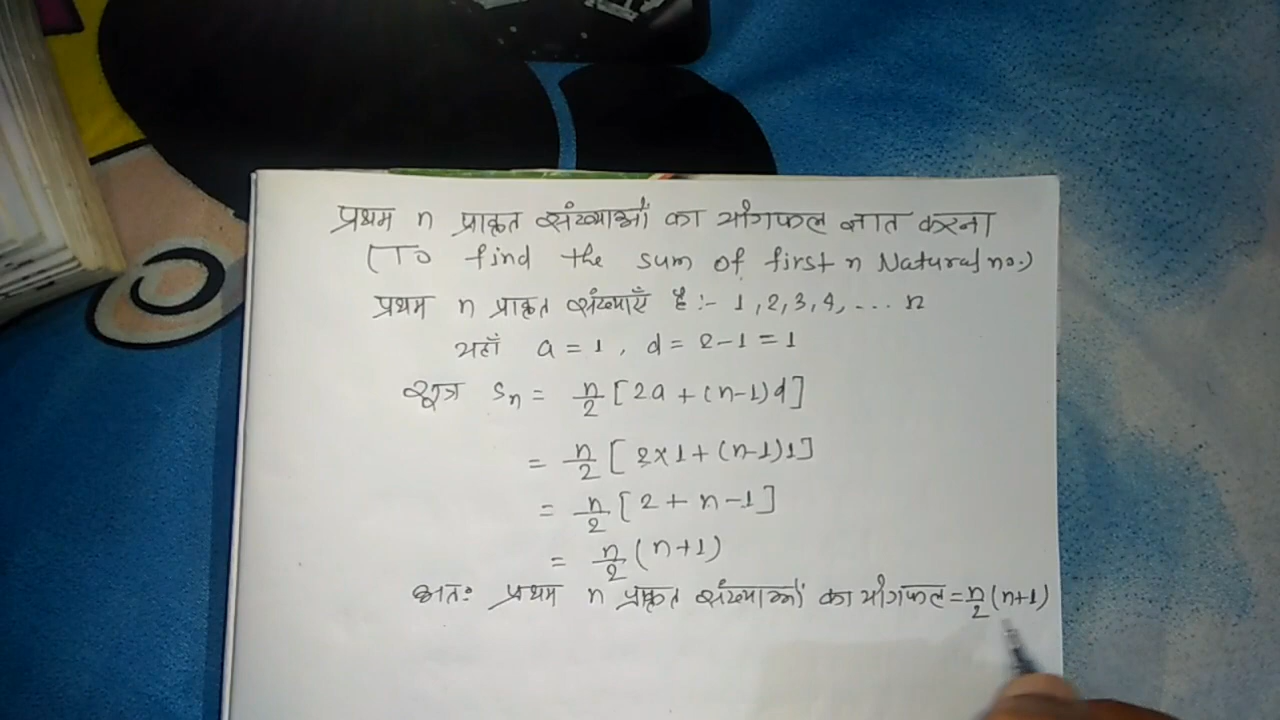 प्रथम n प्राकृत संख्याओं का योगफल ज्ञात करना
(To find the sum of first n Natural no.)
प्रथम n प्राकृत संख्याएँ है :- 1, 2, 3, 4, ... n
यहाँ a = 1, d = 2-1 = 1
सूत्र Sn = n/2 [2a + (n-1)d]
= n/2 [2×1 + (n-1)1]
= n/2 [2 + n - 1]
= n/2 (n+1)
अतः प्रथम n प्राकृत संख्याओं का योगफल = n/2 (n+1)